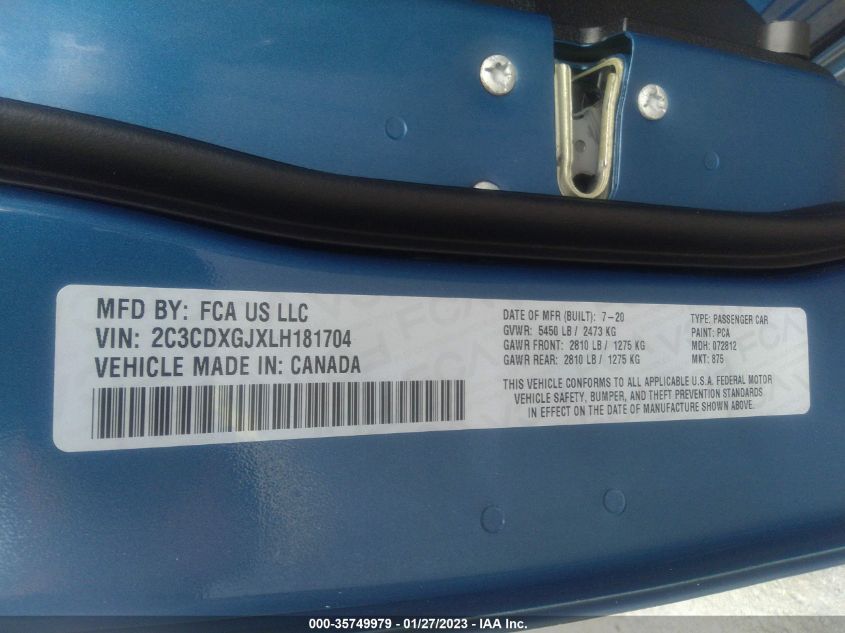 MFD BY: FCA US LLC
VIN: 2C3CDXGJXLH181704
VEHICLE MADE IN: CANADA
DATE OF MFR (BUILT): 7-20
GVWR: 5450 LB / 2473 KG
GAWR FRONT: 2810 LB / 1275 KG
GAWR REAR: 2810 LB / 1275 KG
TYPE: PASSENGER CAR
PAINT: PCA
MDH: 072812
MKT: 875
THIS VEHICLE CONFORMS TO ALL APPLICABLE U.S.A. FEDERAL MOTOR
VEHICLE SAFETY, BUMPER, AND THEFT PREVENTION STANDARDS
IN EFFECT ON THE DATE OF MANUFACTURE SHOWN ABOVE.
000-35749979 - 01/27/2023 - IAA Inc.